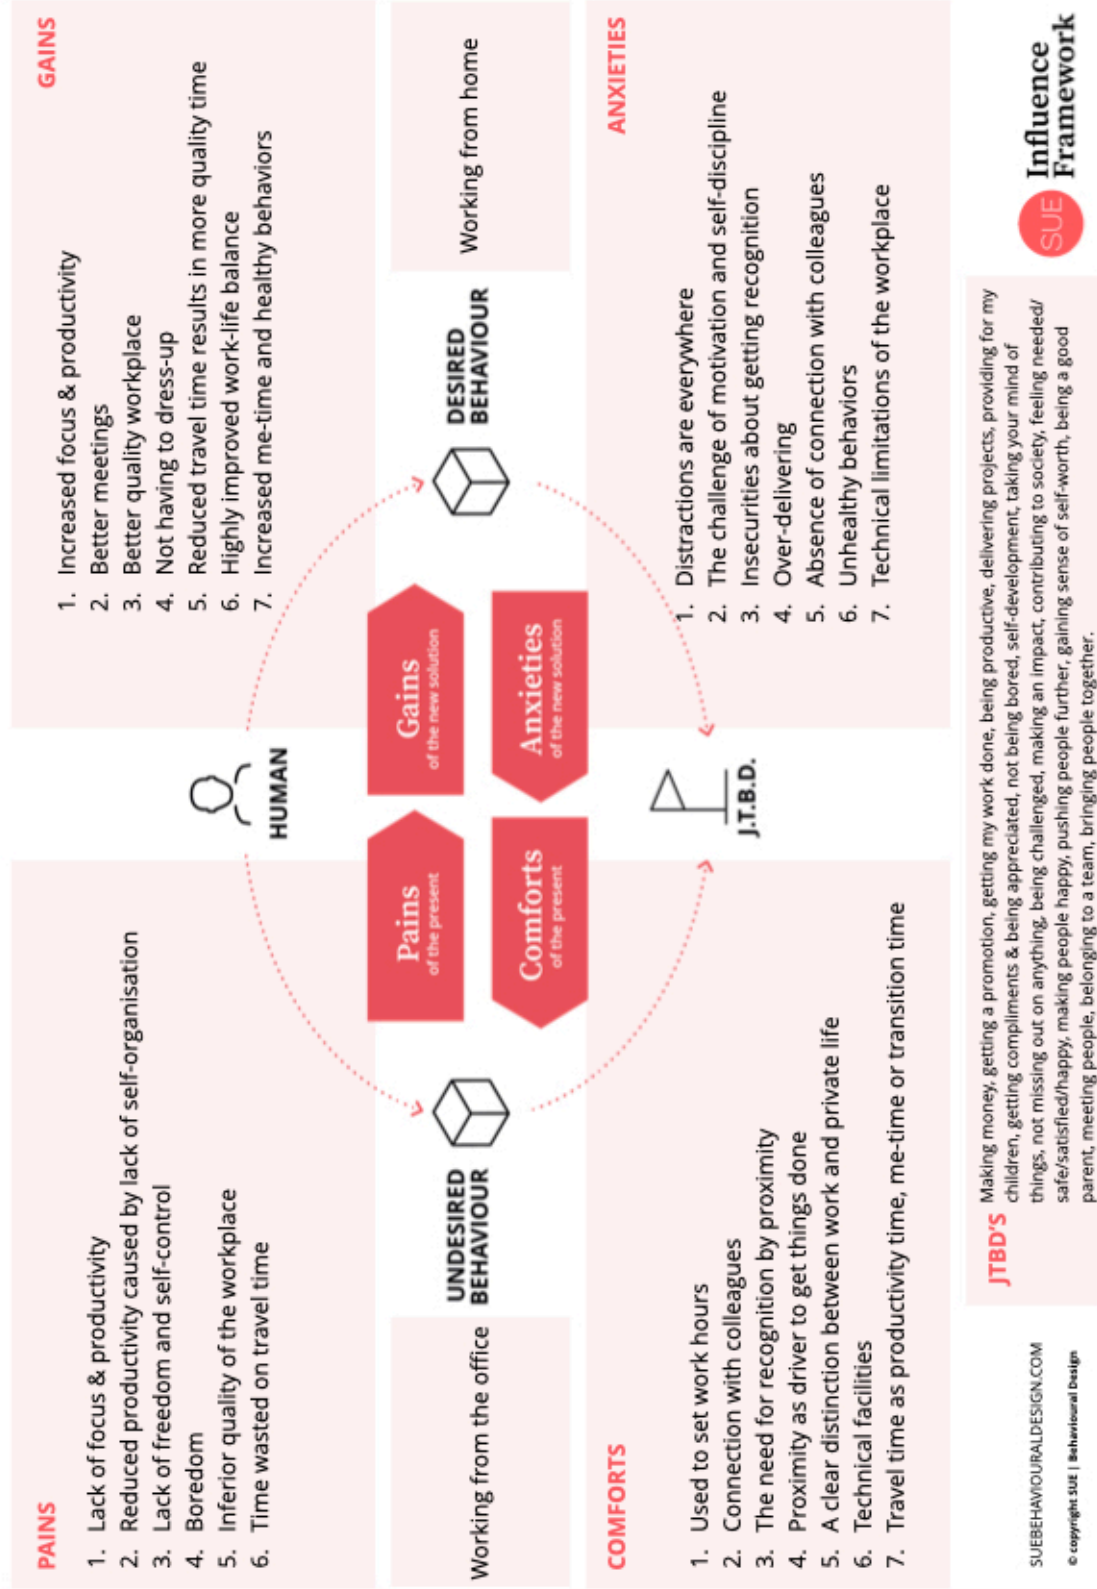 PAINS
1. Lack of focus & productivity
2. Reduced productivity caused by lack of self-organisation
3. Lack of freedom and self-control
4. Boredom
5. Inferior quality of the workplace
6. Time wasted on travel time
GAINS
1. Increased focus & productivity
2. Better meetings
3. Better quality workplace
4. Not having to dress-up
5. Reduced travel time results in more quality time
6. Highly improved work-life balance
7. Increased me-time and healthy behaviors
HUMAN
Working from the office
UNDESIRED
BEHAVIOUR
Pains
of the present
Gains
of the new solution
Comforts
of the present
Anxieties
of the new solution
DESIRED
BEHAVIOUR
Working from home
J.T.B.D.
COMFORTS
1. Used to set work hours
2. Connection with colleagues
3. The need for recognition by proximity
4. Proximity as driver to get things done
5. A clear distinction between work and private life
6. Technical facilities
7. Travel time as productivity time, me-time or transition time
ANXIETIES
1. Distractions are everywhere
2. The challenge of motivation and self-discipline
3. Insecurities about getting recognition
4. Over-delivering
5. Absence of connection with colleagues
6. Unhealthy behaviors
7. Technical limitations of the workplace
SUEBEHAVIOURALDESIGN.COM
© copyright SUE | Behavioural Design
JTBD'S
Making money, getting a promotion, getting my work done, being productive, delivering projects, providing for my
children, getting compliments & being appreciated, not being bored, self-development, taking your mind of
things, not missing out on anything, being challenged, making an impact, contributing to society, feeling needed/
safe/satisfied/happy, making people happy, pushing people further, gaining sense of self-worth, being a good
parent, meeting people, belonging to a team, bringing people together.
SUE
Influence
Framework